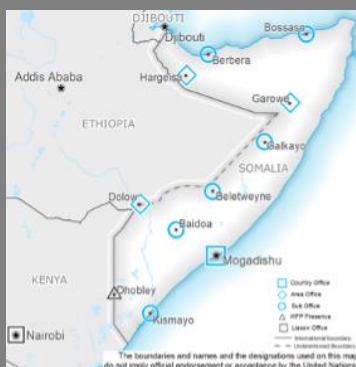 DJIBOUTI
Djibouti
Bossaso
Berbera
Addis Ababa
Hargeisa
Garowe
ETHIOPIA
Galkayo
SOMALIA
Dolow
Beletweyne
Baidoa
Mogadishu
KENYA
Dhobley
Kismayo
Nairobi
Country Office
Area Office
Sub Office
WFP Presence
Liaison Office
International boundary
Undetermined Boundary
The boundaries and names and the designations used on this map
do not imply official endorsement or acceptance by the United Nations